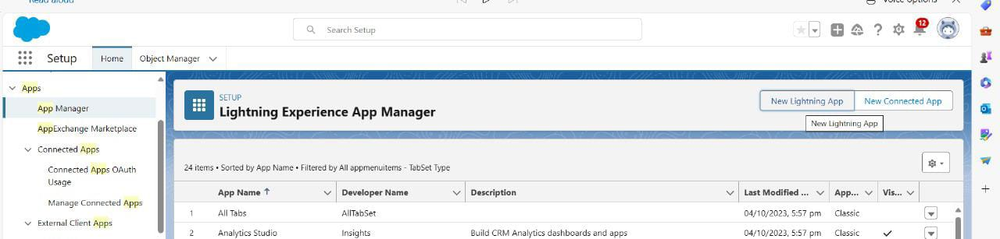 Read aloud
Voice options
Search Setup
12
Setup
Home
Object Manager
Apps
App Manager
AppExchange Marketplace
Connected Apps
Connected Apps OAuth
Usage
Manage Connected Apps
External Client Apps
SETUP
Lightning Experience App Manager
New Lightning App
New Connected App
New Lightning App
24 items • Sorted by App Name • Filtered by All appmenuitems - TabSet Type
App Name ↑ Developer Name Description Last Modified ... App... Vis...
1 All Tabs AllTabSet 04/10/2023, 5:57 pm Classic
2 Analytics Studio Insights Build CRM Analytics dashboards and apps 04/10/2023, 5:57 pm Classic ✓